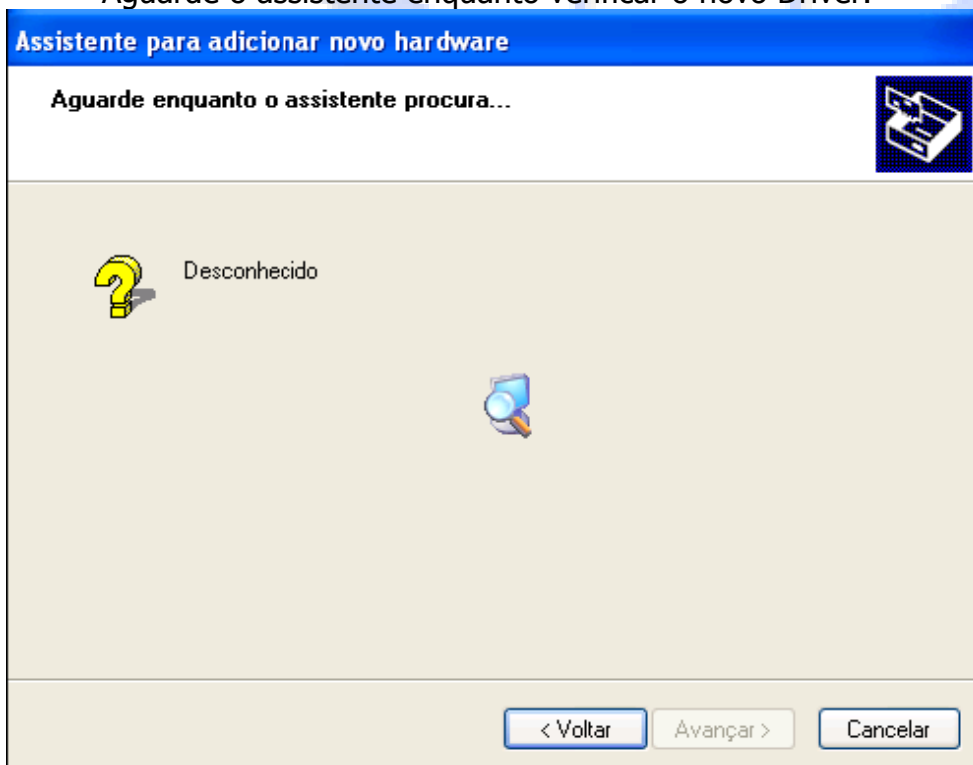 Aguarde o assistente enquanto verificar o novo Driver.
Assistente para adicionar novo hardware
Aguarde enquanto o assistente procura...
Desconhecido
< Voltar
Avançar >
Cancelar